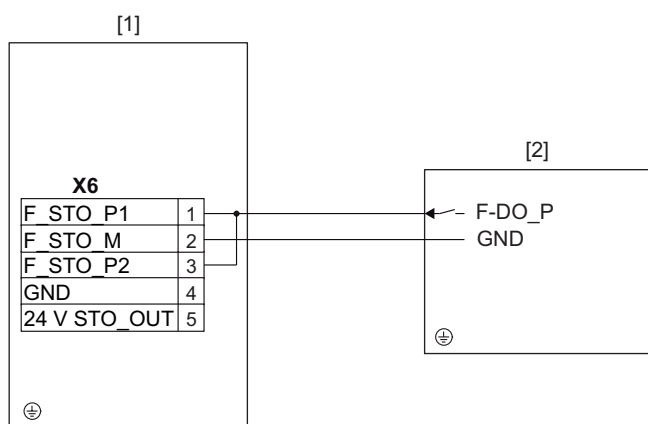 [1]
[2]
X6
F_STO_P1 1
F_STO_M 2
F_STO_P2 3
GND 4
24 V STO_OUT 5
F-DO_P
GND